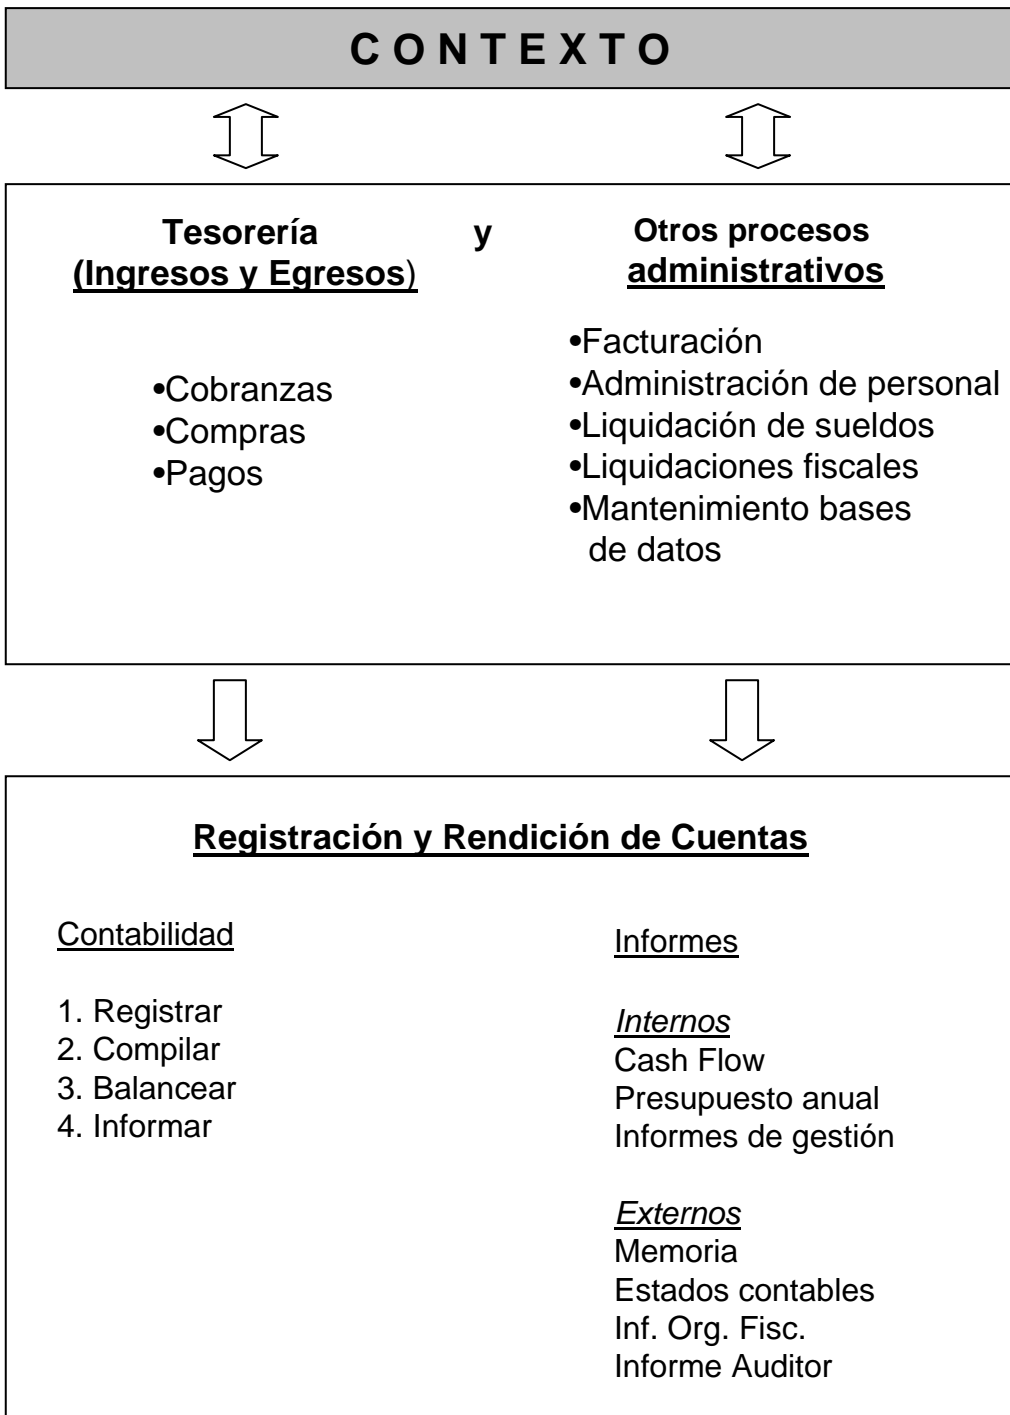 C O N T E X T O
Tesorería
(Ingresos y Egresos)
y
Otros procesos
administrativos
•Cobranzas
•Compras
•Pagos
•Facturación
•Administración de personal
•Liquidación de sueldos
•Liquidaciones fiscales
•Mantenimiento bases
de datos
Registración y Rendición de Cuentas
Contabilidad
1. Registrar
2. Compilar
3. Balancear
4. Informar
Informes
Internos
Cash Flow
Presupuesto anual
Informes de gestión
Externos
Memoria
Estados contables
Inf. Org. Fisc.
Informe Auditor